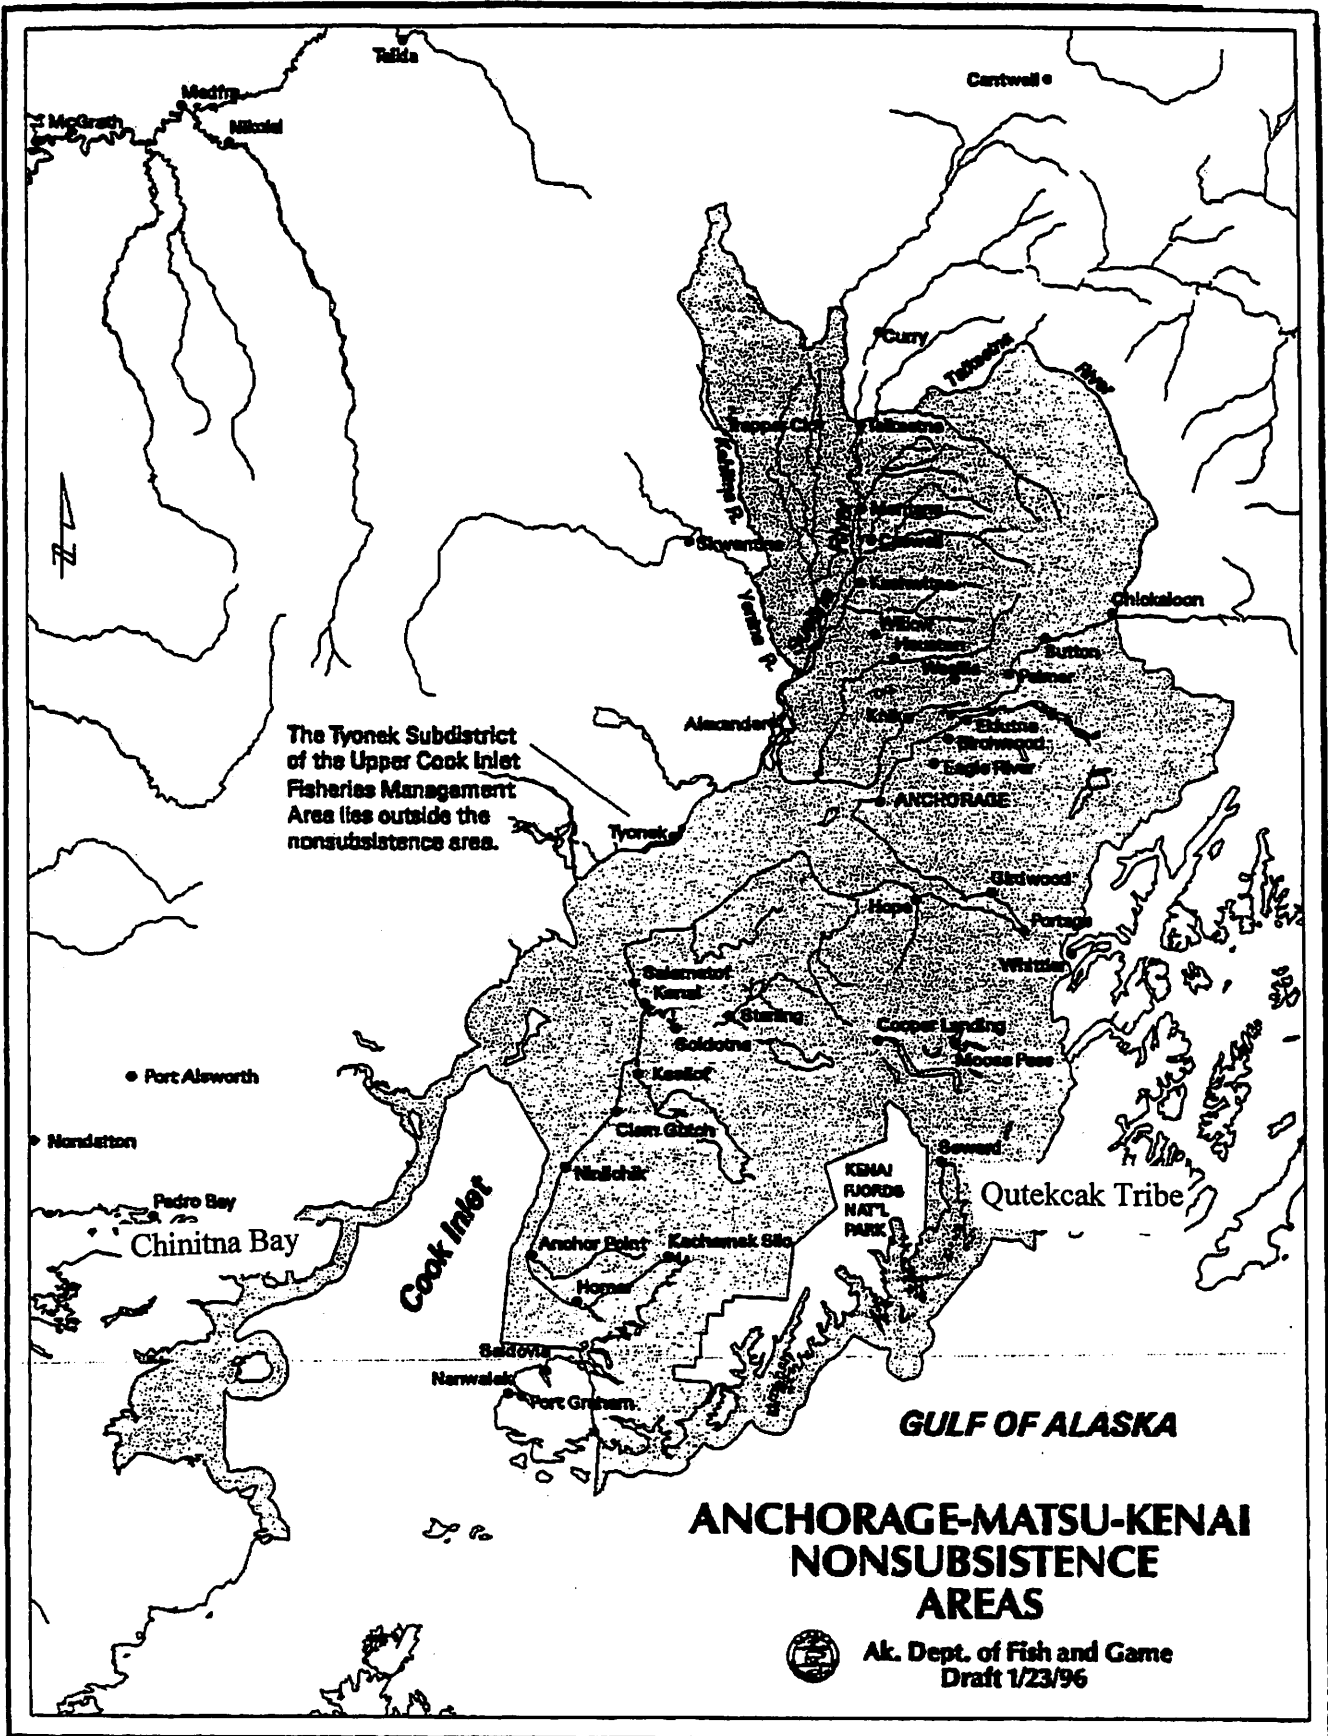 Telida
Cantwell
Medfra
McGrath
Nikolai
Curry
Talkeetna
River
Trapper Crk
Talkeetna
Kahiltna R.
Montana
River
Caswell
Skwentna
Kashwitna
Chickaloon
Yentna R.
Susitna
Willow
Houston
Sutton
Wasilla
Palmer
Knik
Alexander
Eklutna
Birchwood
Eagle River
The Tyonek Subdistrict
of the Upper Cook Inlet
Fisheries Management
Area lies outside the
nonsubsistence area.
ANCHORAGE
Tyonek
Girdwood
Hope
Portage
Whittier
Salamatof
Kenai
Sterling
Cooper Landing
Soldotna
Moose Pass
Port Alsworth
Kasilof
Clam Gulch
Nondalton
Seward
Ninilchik
KENAI
FJORDS
NAT'L
PARK
Qutekcak Tribe
Pedro Bay
Cook Inlet
Chinitna Bay
Anchor Point
Kachemak Silo
Homer
Seldovia
Nanwalek
Port Graham
GULF OF ALASKA
ANCHORAGE-MATSU-KENAI
NONSUBSISTENCE
AREAS
Ak. Dept. of Fish and Game
Draft 1/23/96